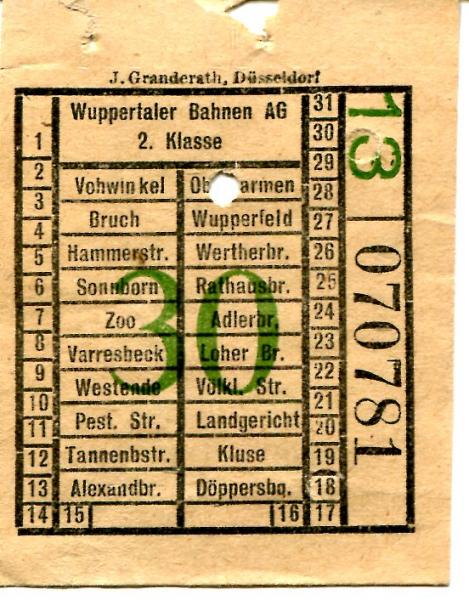 J. Granderath, Düsseldorf
Wuppertaler Bahnen AG
2. Klasse
Vohwinkel
Bruch
Hammerstr.
Sonnborn
Zoo
Varresbeck
Westende
Pest. Str.
Tannenbstr.
Alexandbr.
Wupperfeld
Wertherbr.
Rathausbr.
Adlerbr.
Loher Br.
Völkl. Str.
Landgericht
Kluse
Döppersbg.
30
1
2
3
4
5
6
7
8
9
10
11
12
13
14
15
16
17
18
19
20
21
22
23
24
25
26
27
28
29
30
31
13
070781